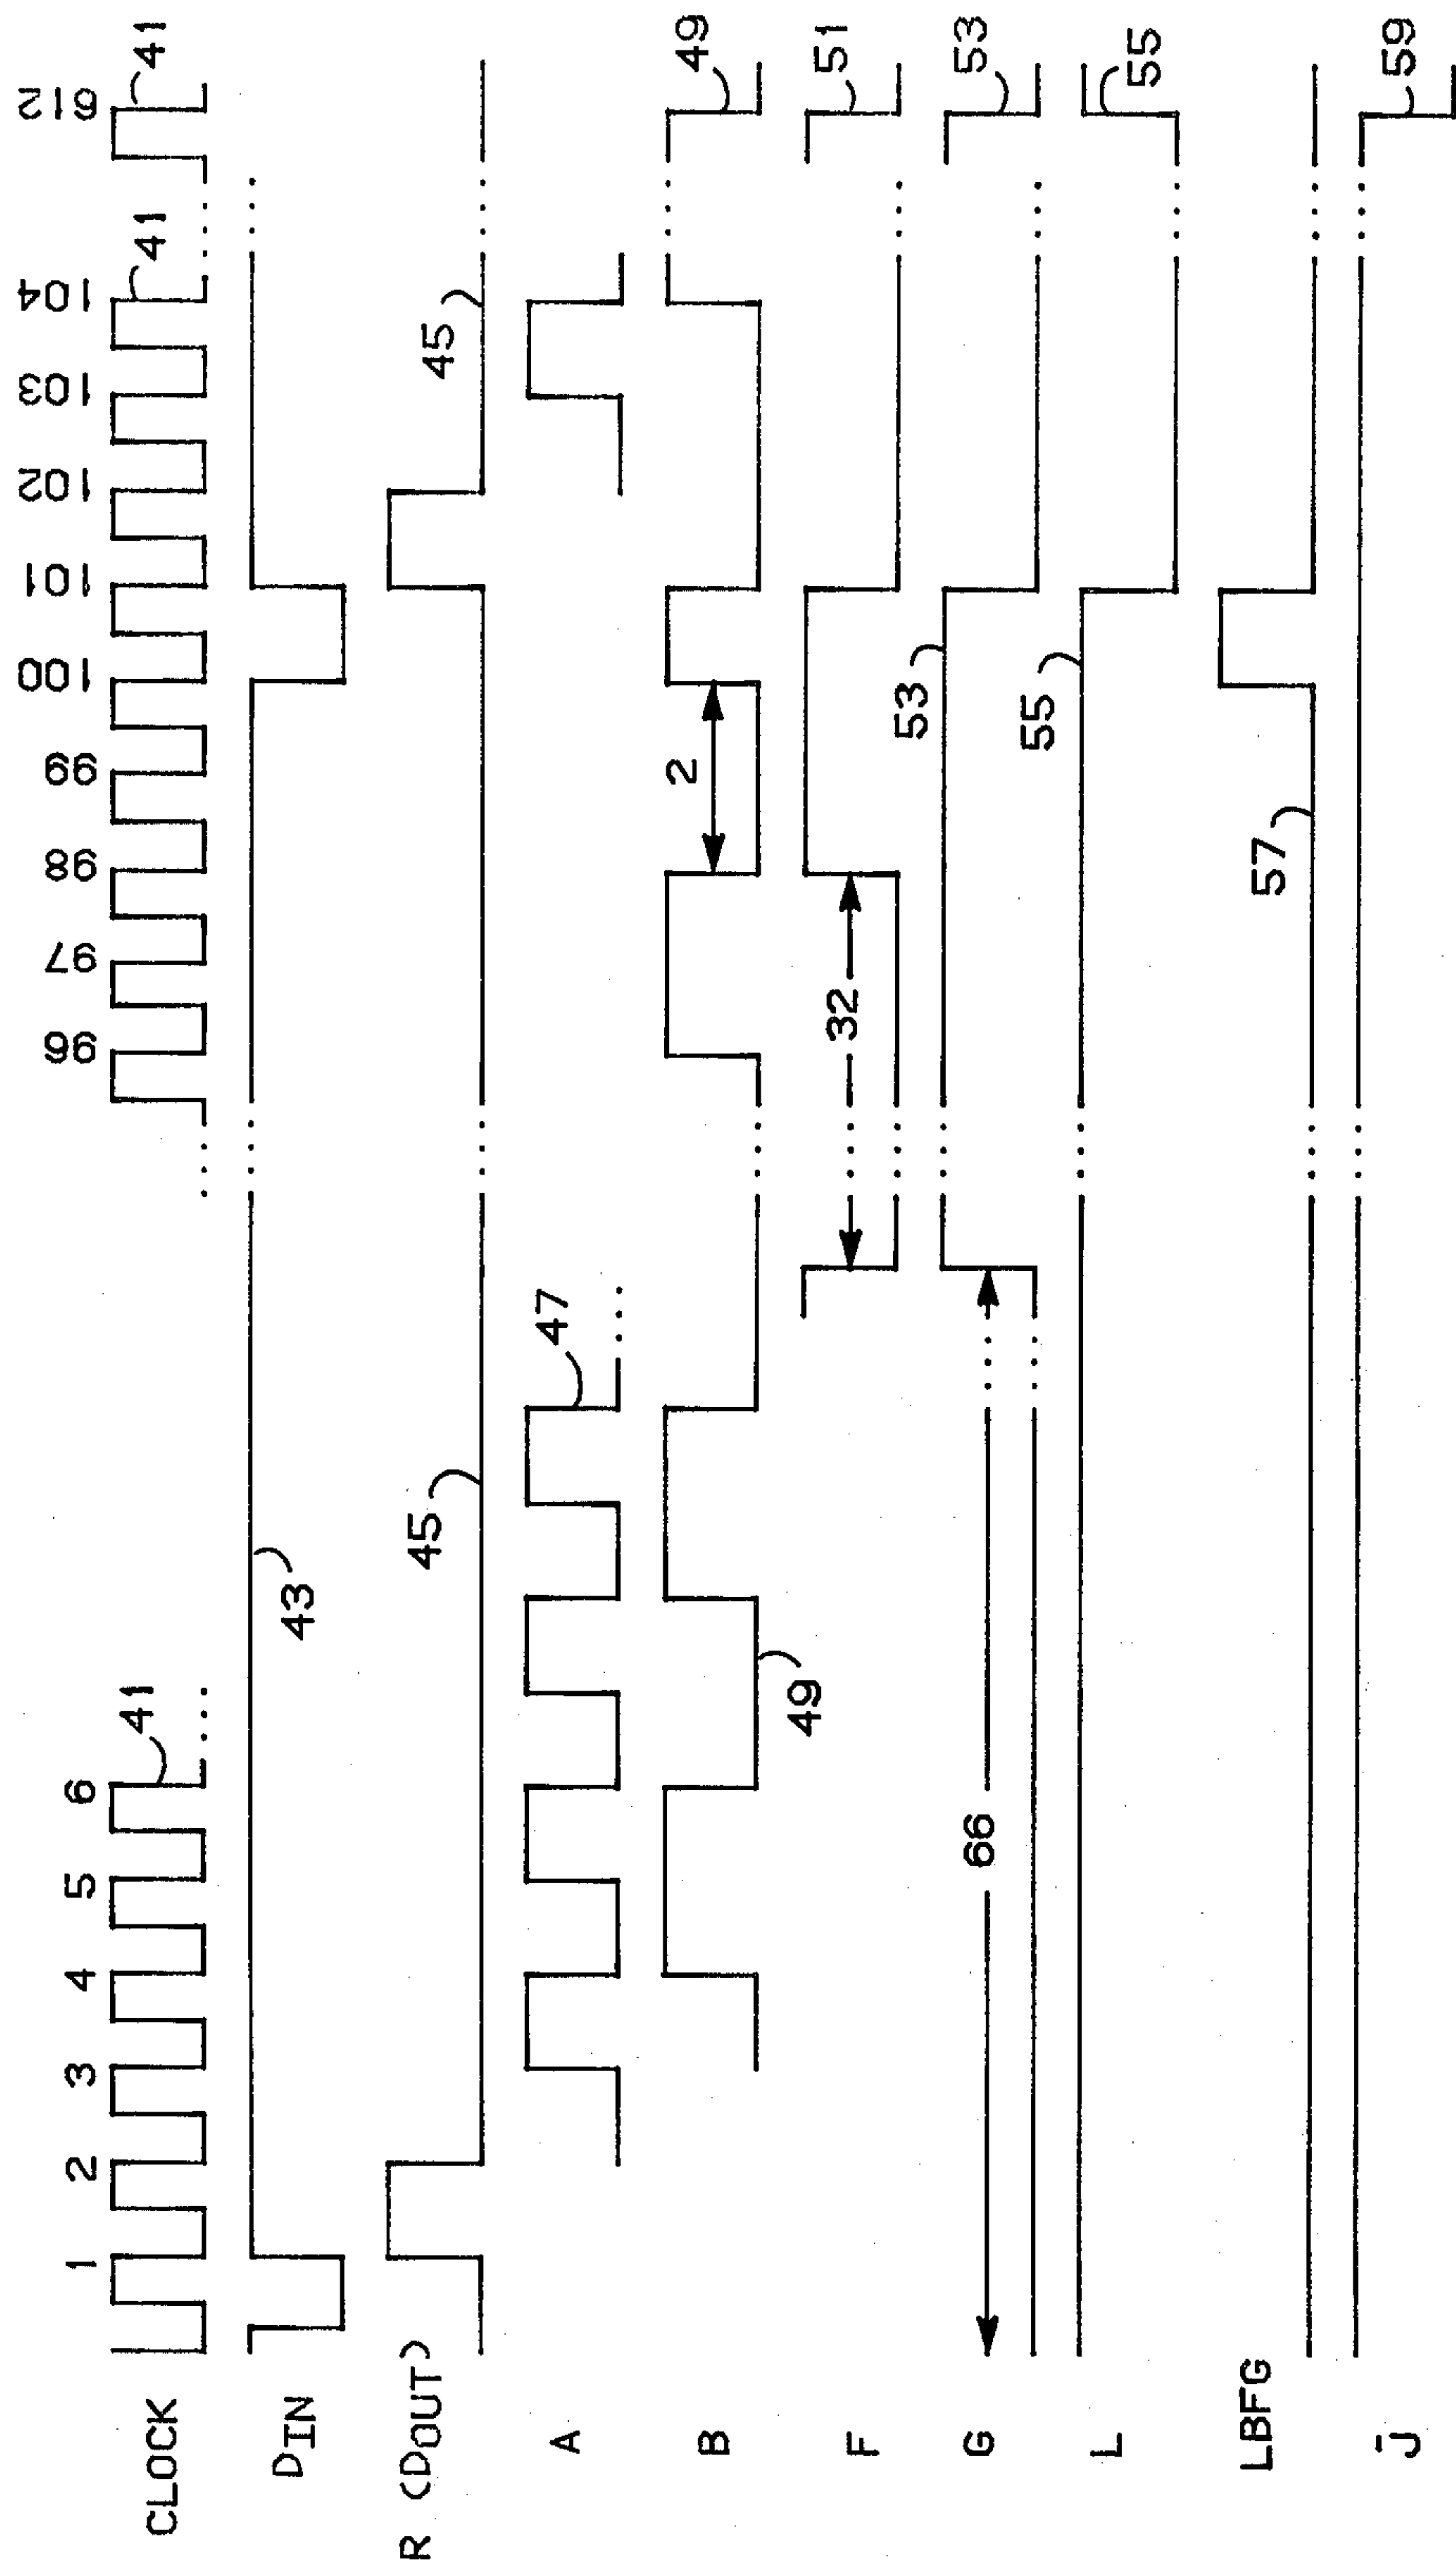 1 2 3 4 5 6 96 97 98 99 100 101 102 103 104 612
CLOCK 41 41 41
DIN 43
R (DOUT) 45 45
A 47
B 49 2 49
F 32 51
G 66 53 53
L 55 55
LBFG 57
J̄ 59